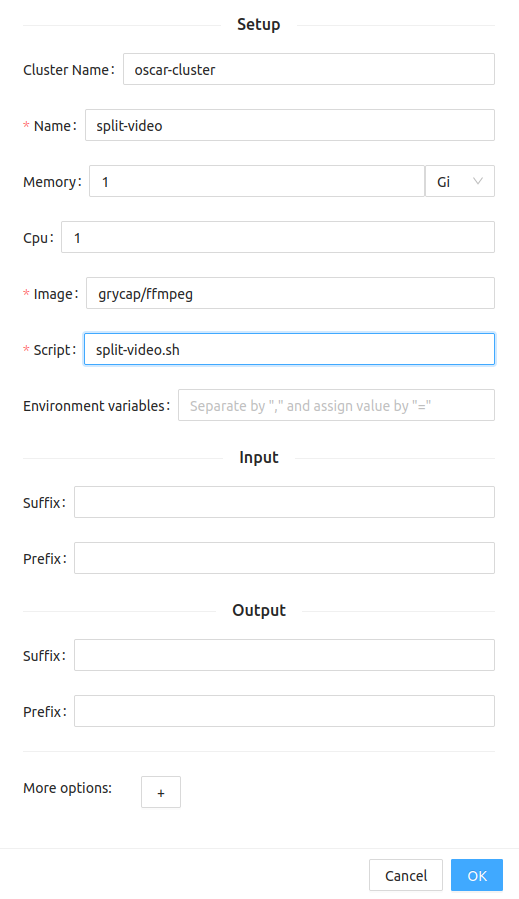 Setup
Cluster Name: oscar-cluster
* Name: split-video
Memory: 1 Gi
Cpu: 1
* Image: grycap/ffmpeg
* Script: split-video.sh
Environment variables: Separate by "," and assign value by "="
Input
Suffix:
Prefix:
Output
Suffix:
Prefix:
More options: +
Cancel OK